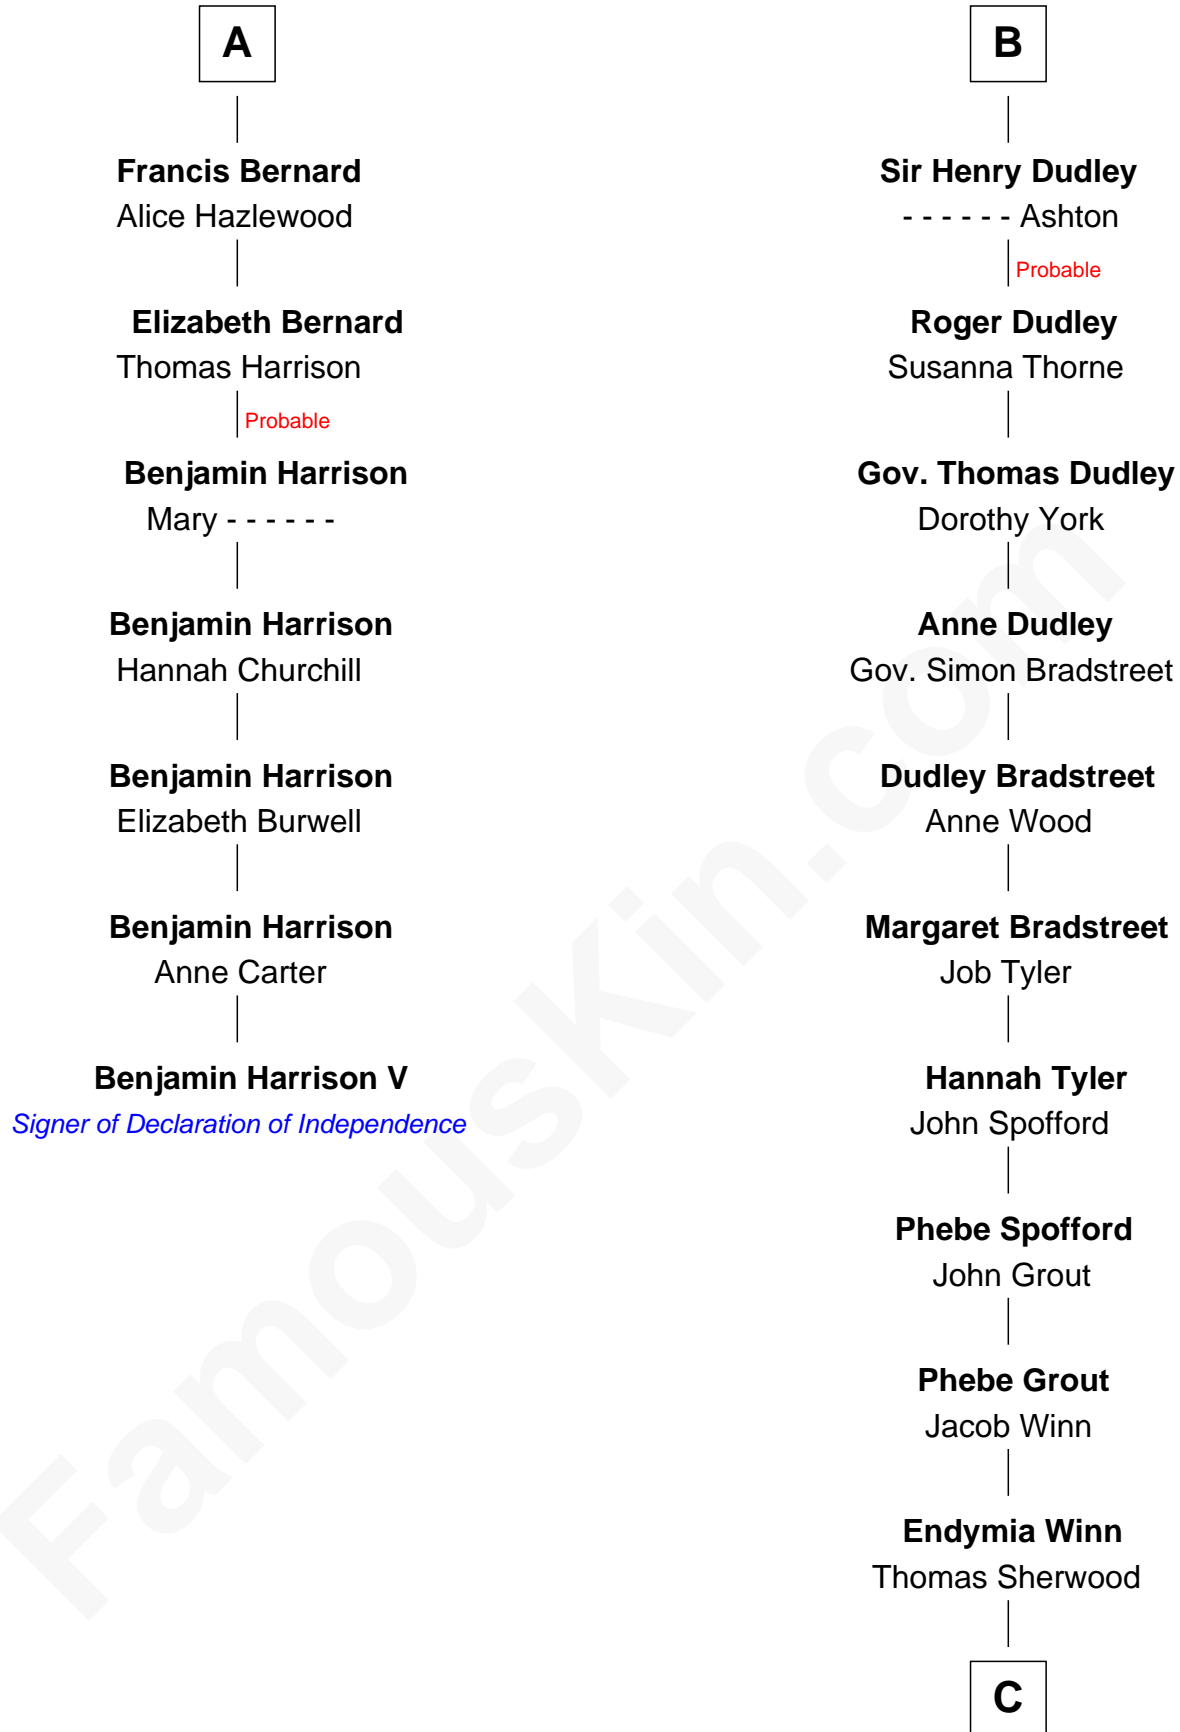 A
Francis Bernard
Alice Hazlewood
Elizabeth Bernard
Thomas Harrison
Probable
Benjamin Harrison
Mary - - - - - -
Benjamin Harrison
Hannah Churchill
Benjamin Harrison
Elizabeth Burwell
Benjamin Harrison
Anne Carter
Benjamin Harrison V
Signer of Declaration of Independence
B
Sir Henry Dudley
- - - - - - Ashton
Probable
Roger Dudley
Susanna Thorne
Gov. Thomas Dudley
Dorothy York
Anne Dudley
Gov. Simon Bradstreet
Dudley Bradstreet
Anne Wood
Margaret Bradstreet
Job Tyler
Hannah Tyler
John Spofford
Phebe Spofford
John Grout
Phebe Grout
Jacob Winn
Endymia Winn
Thomas Sherwood
C
FamousKin.com